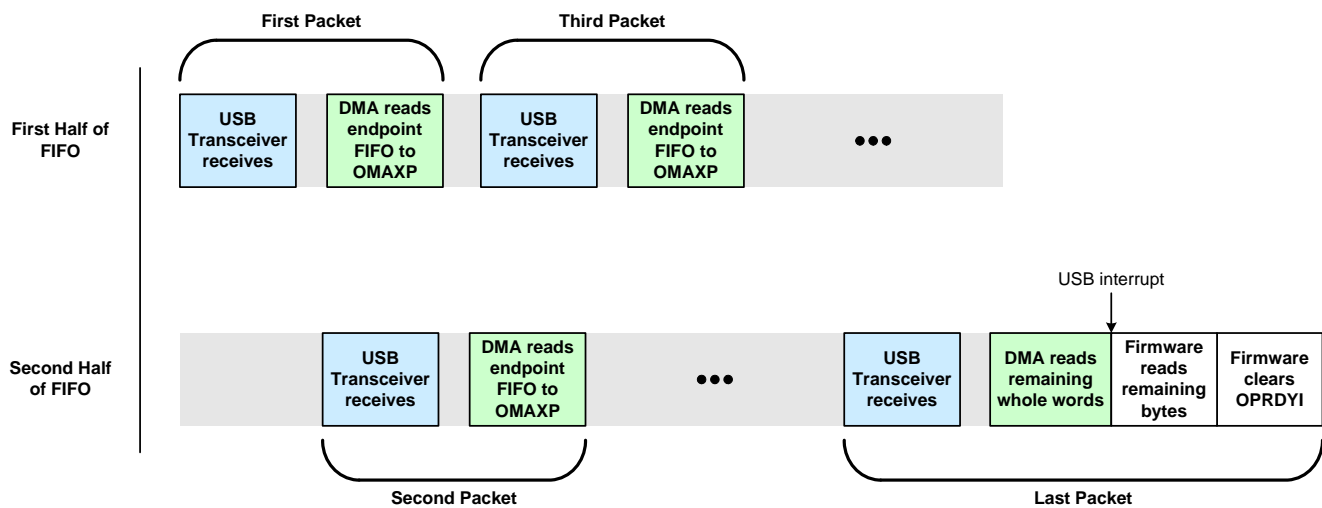 First Packet
Third Packet
First Half of
FIFO
USB
Transceiver
receives
DMA reads
endpoint
FIFO to
OMAXP
USB
Transceiver
receives
DMA reads
endpoint
FIFO to
OMAXP
•••
USB interrupt
Second Half
of FIFO
USB
Transceiver
receives
DMA reads
endpoint
FIFO to
OMAXP
•••
USB
Transceiver
receives
DMA reads
remaining
whole words
Firmware
reads
remaining
bytes
Firmware
clears
OPRDYI
Second Packet
Last Packet